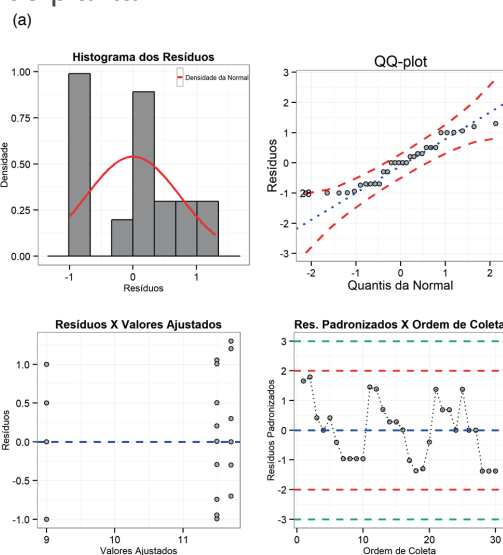 (a)
Histograma dos Resíduos
Densidade da Normal
Densidade
1.00
0.75
0.50
0.25
0.00
-1
0
1
Resíduos
QQ-plot
Resíduos
3
2
1
0
-1
-2
-3
-2
-1
0
1
2
Quantis da Normal
Resíduos X Valores Ajustados
Resíduos
1.0
0.5
0.0
-0.5
-1.0
9
10
11
Valores Ajustados
Res. Padronizados X Ordem de Coleta
Resíduos Padronizados
3
2
1
0
-1
-2
-3
0
10
20
30
Ordem de Coleta